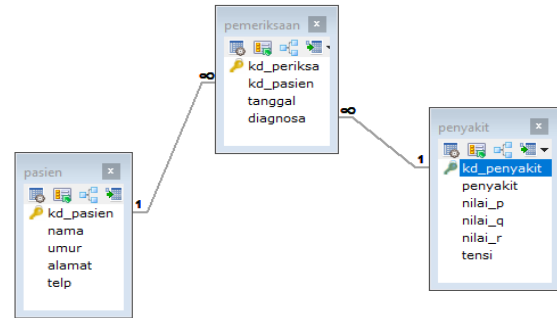 pemeriksaan x
kd_periksa
kd_pasien
tanggal
diagnosa
∞
∞
penyakit x
kd_penyakit
penyakit
nilai_p
nilai_q
nilai_r
tensi
1
pasien x
kd_pasien
nama
umur
alamat
telp
1